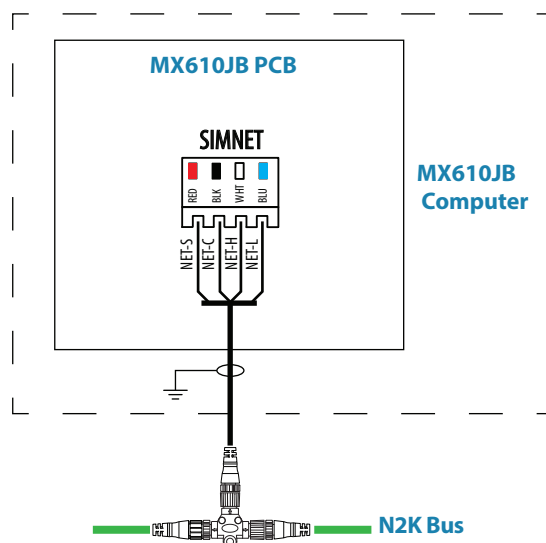 MX610JB PCB
SIMNET
RED
BLK
WHT
BLU
NET-S
NET-C
NET-H
NET-L
MX610JB
Computer
N2K Bus